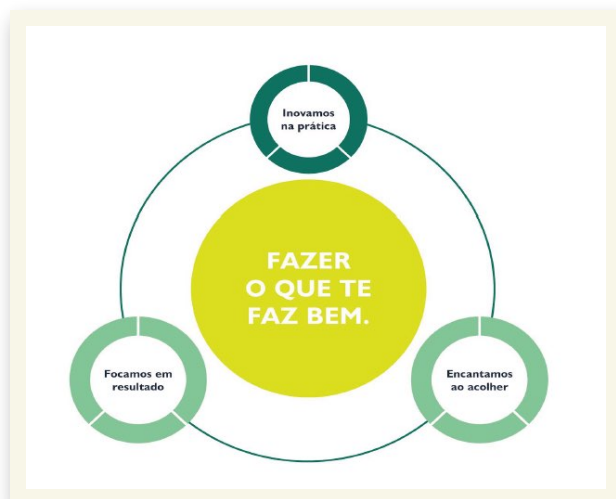 Inovamos
na prática
FAZER
O QUE TE
FAZ BEM.
Focamos em
resultado
Encantamos
ao acolher